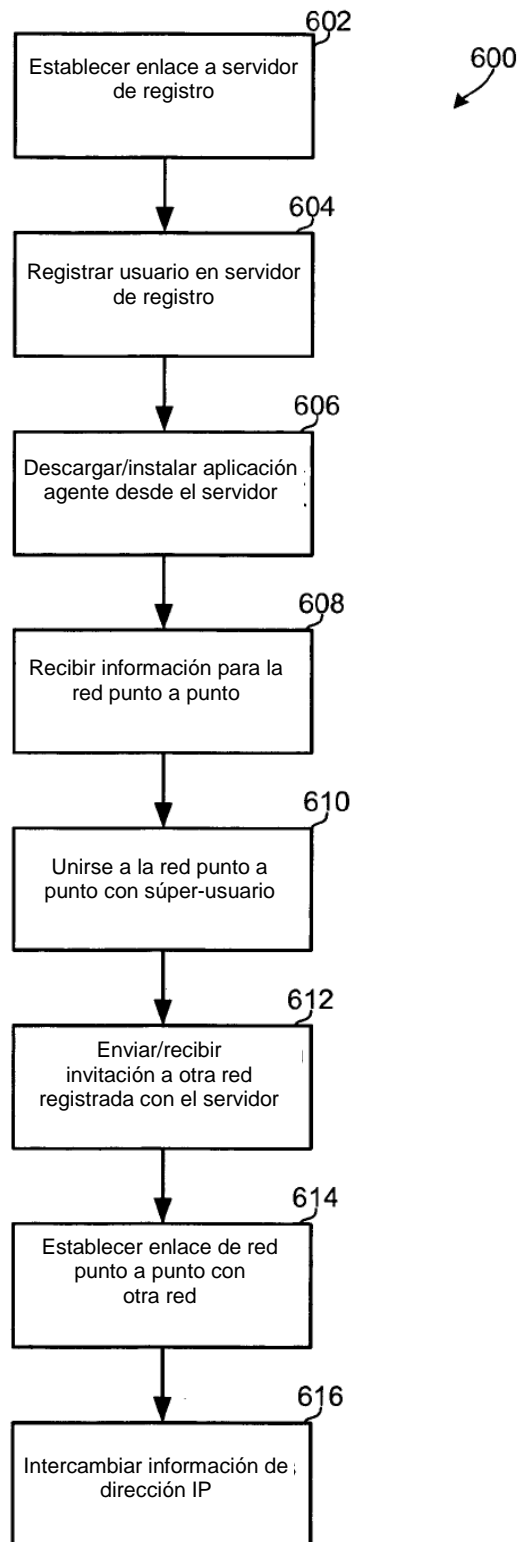 602
600
Establecer enlace a servidor
de registro
604
Registrar usuario en servidor
de registro
606
Descargar/instalar aplicación
agente desde el servidor
608
Recibir información para la
red punto a punto
610
Unirse a la red punto a
punto con súper-usuario
612
Enviar/recibir
invitación a otra red
registrada con el servidor
614
Establecer enlace de red
punto a punto con
otra red
616
Intercambiar información de
dirección IP